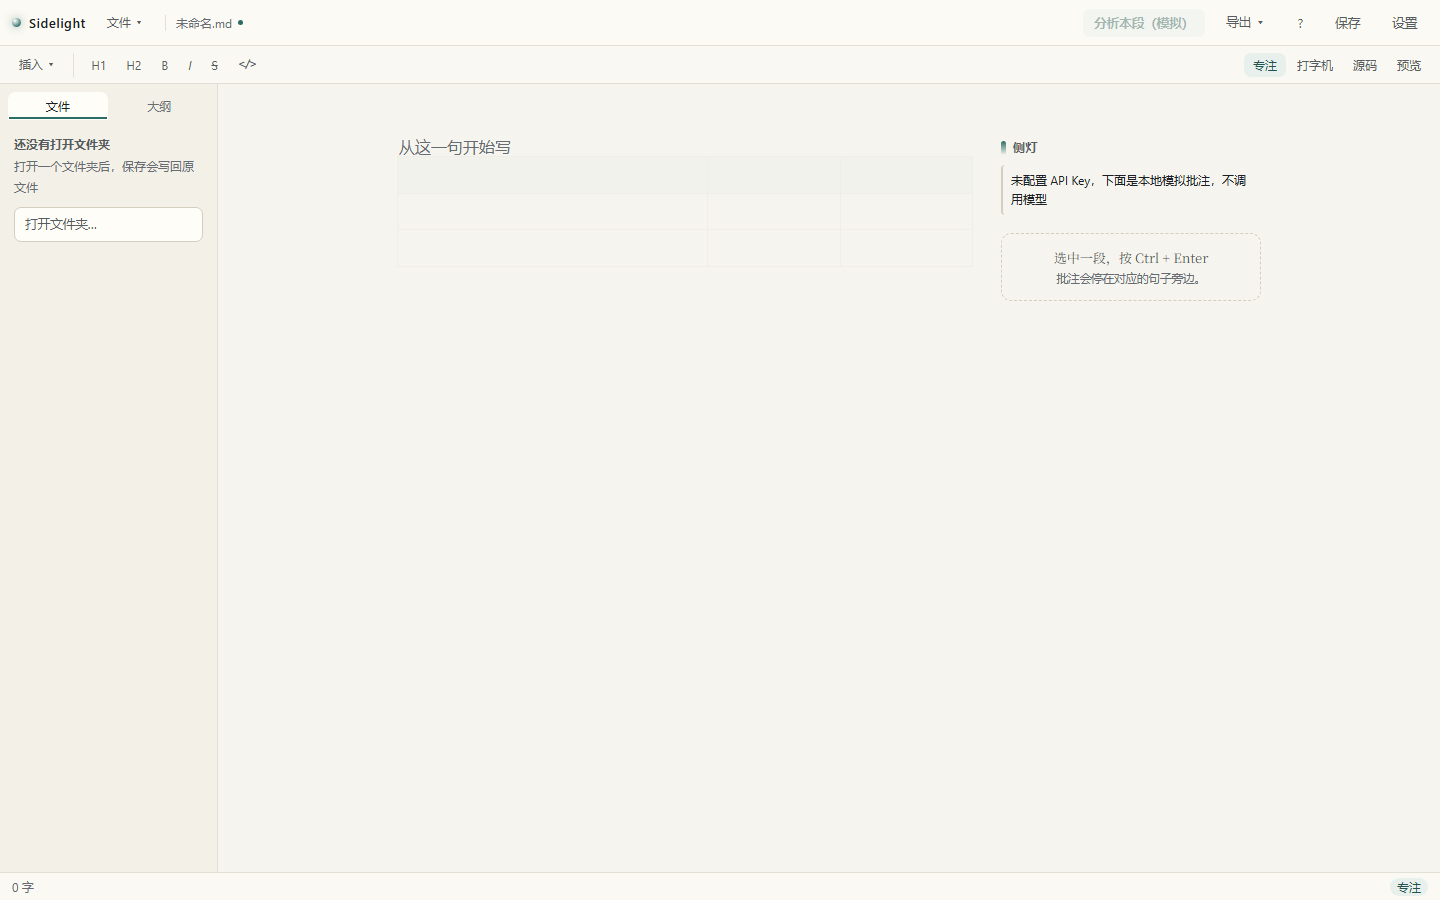 Sidelight 文件 未命名.md 分析本段（模拟） 导出 ? 保存 设置
插入 H1 H2 B I S </> 专注 打字机 源码 预览
文件 大纲
还没有打开文件夹
打开一个文件夹后，保存会写回原
文件
打开文件夹...
从这一句开始写
侧灯
未配置 API Key，下面是本地模拟批注，不调
用模型
选中一段，按 Ctrl + Enter
批注会停在对应的句子旁边。
0 字 专注